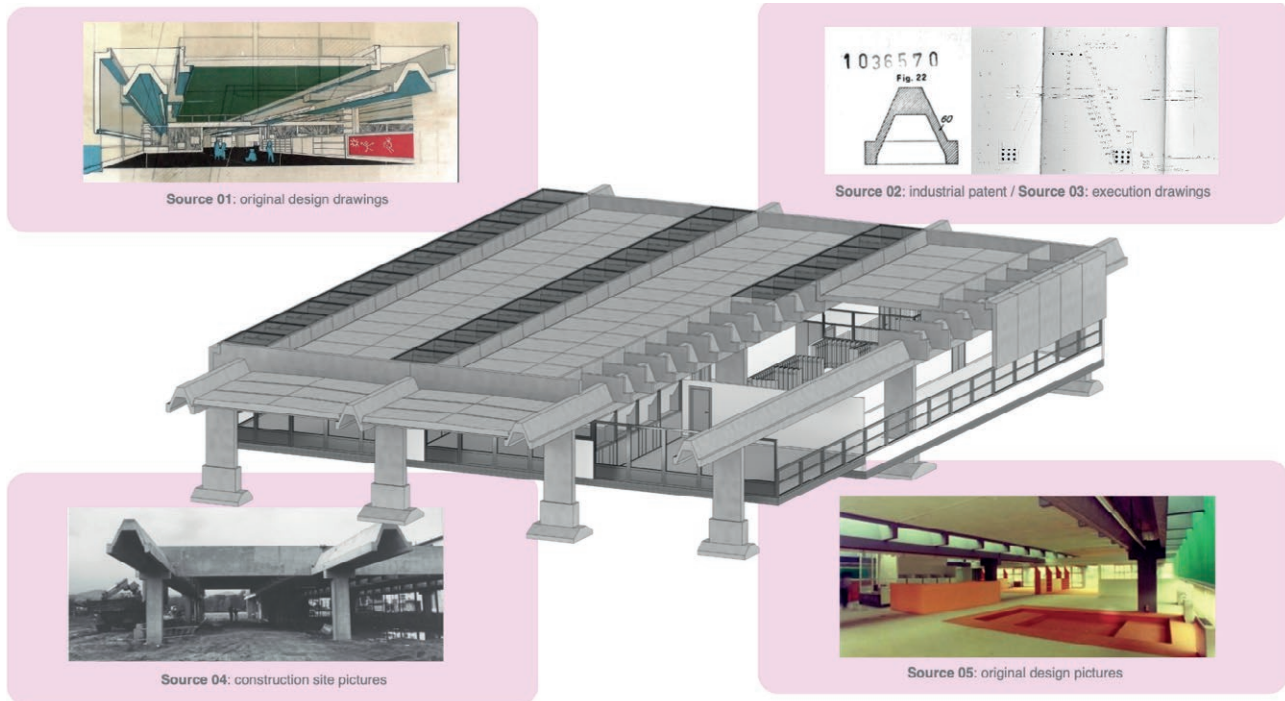 Source 01: original design drawings
1036570
Fig. 22
60
Source 02: industrial patent / Source 03: execution drawings
Source 04: construction site pictures
Source 05: original design pictures